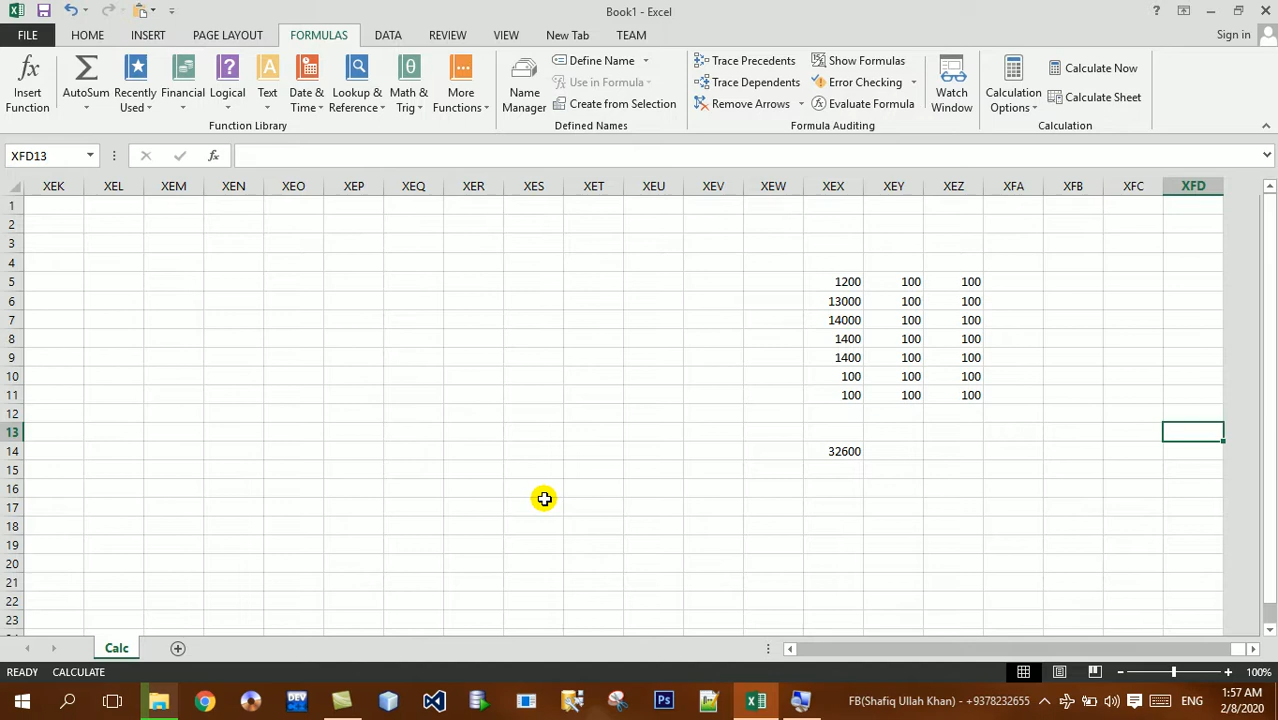 Book1 - Excel
? 
FILE HOME INSERT PAGE LAYOUT FORMULAS DATA REVIEW VIEW New Tab TEAM Sign in
Insert Function
AutoSum
Recently Used
Financial
Logical
Text
Date & Time
Lookup & Reference
Math & Trig
More Functions
Function Library
Name Manager
Define Name
Use in Formula
Create from Selection
Defined Names
Trace Precedents
Trace Dependents
Remove Arrows
Show Formulas
Error Checking
Evaluate Formula
Watch Window
Formula Auditing
Calculation Options
Calculate Now
Calculate Sheet
Calculation
XFD13 fx
XEK XEL XEM XEN XEO XEP XEQ XER XES XET XEU XEV XEW XEX XEY XEZ XFA XFB XFC XFD
1
2
3
4
5 1200 100 100
6 13000 100 100
7 14000 100 100
8 1400 100 100
9 1400 100 100
10 100 100 100
11 100 100 100
12
13
14 32600
15
16
17
18
19
20
21
22
23
Calc
READY CALCULATE 100%
DEV Ps FB(Shafiq Ullah Khan) - +9378232655 ENG 1:57 AM
2/8/2020